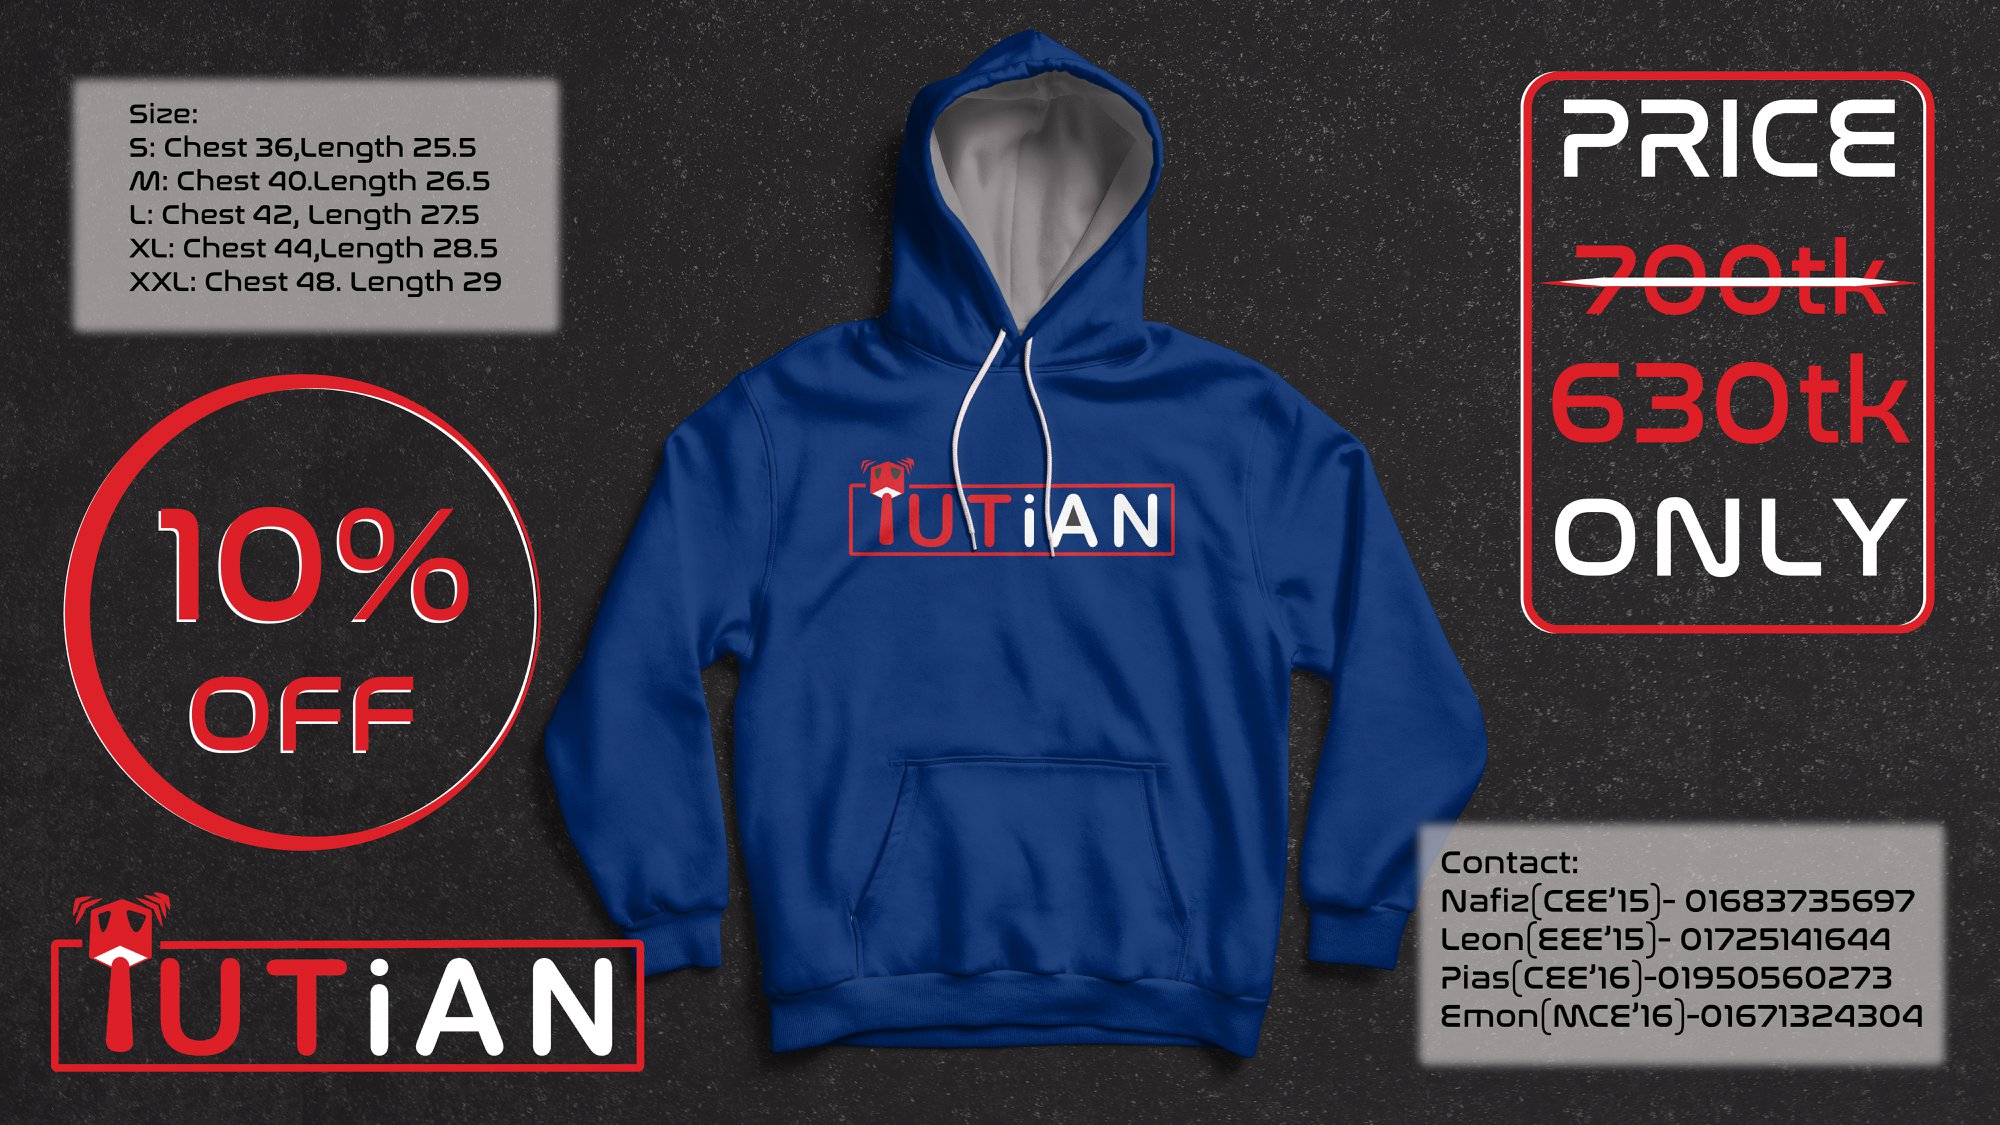 Size:
S: Chest 36,Length 25.5
M: Chest 40.Length 26.5
L: Chest 42, Length 27.5
XL: Chest 44,Length 28.5
XXL: Chest 48. Length 29
10%
OFF
IUTiAN
IUTiAN
PRICE
700tk
630tk
ONLY
Contact:
Nafiz(CEE'15)- 01683735697
Leon(EEE'15)- 01725141644
Pias(CEE'16)-01950560273
Emon(MCE'16)-01671324304